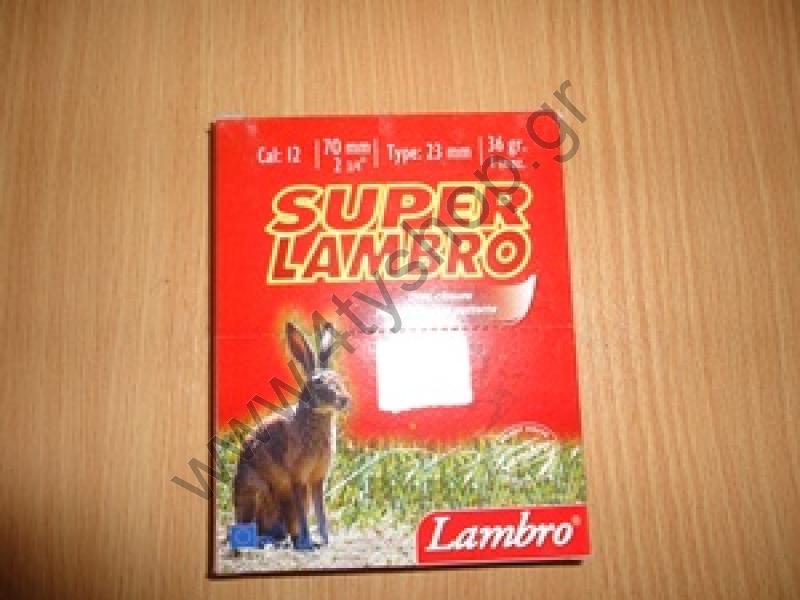 Cal: 12 | 70 mm | Type: 23 mm | 36 gr.
2 3/4"
SUPER
LAMBRO
Lambro®
www.4tyshop.gr